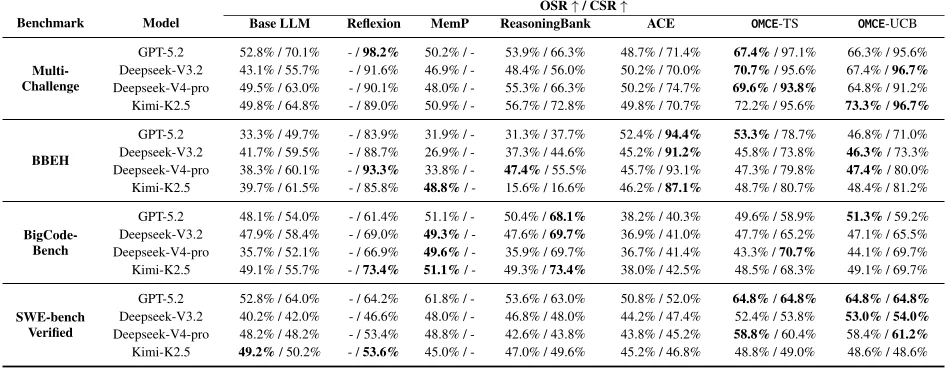 OSR ↑ / CSR ↑
Benchmark Model Base LLM Reflexion MemP ReasoningBank ACE OMCE-TS OMCE-UCB
Multi-Challenge GPT-5.2 52.8% / 70.1% - / 98.2% 50.2% / - 53.9% / 66.3% 48.7% / 71.4% 67.4% / 97.1% 66.3% / 95.6%
Deepseek-V3.2 43.1% / 55.7% - / 91.6% 46.9% / - 48.4% / 56.0% 50.2% / 70.0% 70.7% / 95.6% 67.4% / 96.7%
Deepseek-V4-pro 49.5% / 63.0% - / 90.1% 48.0% / - 55.3% / 66.3% 50.2% / 74.7% 69.6% / 93.8% 64.8% / 91.2%
Kimi-K2.5 49.8% / 64.8% - / 89.0% 50.9% / - 56.7% / 72.8% 49.8% / 70.7% 72.2% / 95.6% 73.3% / 96.7%
BBEH GPT-5.2 33.3% / 49.7% - / 83.9% 31.9% / - 31.3% / 37.7% 52.4% / 94.4% 53.3% / 78.7% 46.8% / 71.0%
Deepseek-V3.2 41.7% / 59.5% - / 88.7% 26.9% / - 37.3% / 44.6% 45.2% / 91.2% 45.8% / 73.8% 46.3% / 73.3%
Deepseek-V4-pro 38.3% / 60.1% - / 93.3% 33.8% / - 47.4% / 55.5% 45.7% / 93.1% 47.3% / 79.8% 47.4% / 80.0%
Kimi-K2.5 39.7% / 61.5% - / 85.8% 48.8% / - 15.6% / 16.6% 46.2% / 87.1% 48.7% / 80.7% 48.4% / 81.2%
BigCode-Bench GPT-5.2 48.1% / 54.0% - / 61.4% 51.1% / - 50.4% / 68.1% 38.2% / 40.3% 49.6% / 58.9% 51.3% / 59.2%
Deepseek-V3.2 47.9% / 58.4% - / 69.0% 49.3% / - 47.6% / 69.7% 36.9% / 41.0% 47.7% / 65.2% 47.1% / 65.5%
Deepseek-V4-pro 35.7% / 52.1% - / 66.9% 49.6% / - 35.9% / 69.7% 36.7% / 41.4% 43.3% / 70.7% 44.1% / 69.7%
Kimi-K2.5 49.1% / 55.7% - / 73.4% 51.1% / - 49.3% / 73.4% 38.0% / 42.5% 48.5% / 68.3% 49.1% / 69.7%
SWE-bench Verified GPT-5.2 52.8% / 64.0% - / 64.2% 61.8% / - 53.6% / 63.0% 50.8% / 52.0% 64.8% / 64.8% 64.8% / 64.8%
Deepseek-V3.2 40.2% / 42.0% - / 46.6% 48.0% / - 46.8% / 48.0% 44.2% / 47.4% 52.4% / 53.8% 53.0% / 54.0%
Deepseek-V4-pro 48.2% / 48.2% - / 53.4% 48.8% / - 42.6% / 43.8% 43.8% / 45.2% 58.8% / 60.4% 58.4% / 61.2%
Kimi-K2.5 49.2% / 50.2% - / 53.6% 45.0% / - 47.0% / 49.6% 45.2% / 46.8% 48.8% / 49.0% 48.6% / 48.6%